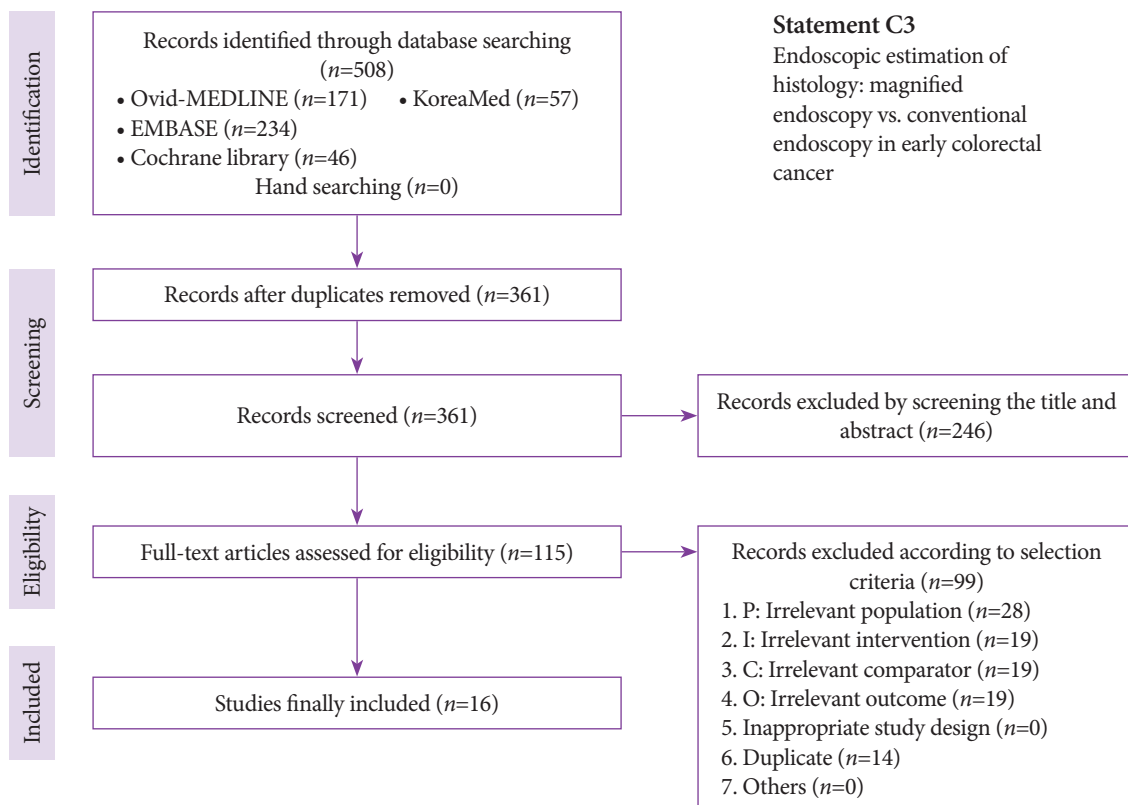 Identification
Records identified through database searching
(n=508)
• Ovid-MEDLINE (n=171) • KoreaMed (n=57)
• EMBASE (n=234)
• Cochrane library (n=46)
Hand searching (n=0)
Statement C3
Endoscopic estimation of
histology: magnified
endoscopy vs. conventional
endoscopy in early colorectal
cancer
Screening
Records after duplicates removed (n=361)
Records screened (n=361)
Records excluded by screening the title and
abstract (n=246)
Eligibility
Full-text articles assessed for eligibility (n=115)
Records excluded according to selection
criteria (n=99)
1. P: Irrelevant population (n=28)
2. I: Irrelevant intervention (n=19)
3. C: Irrelevant comparator (n=19)
4. O: Irrelevant outcome (n=19)
5. Inappropriate study design (n=0)
6. Duplicate (n=14)
7. Others (n=0)
Included
Studies finally included (n=16)